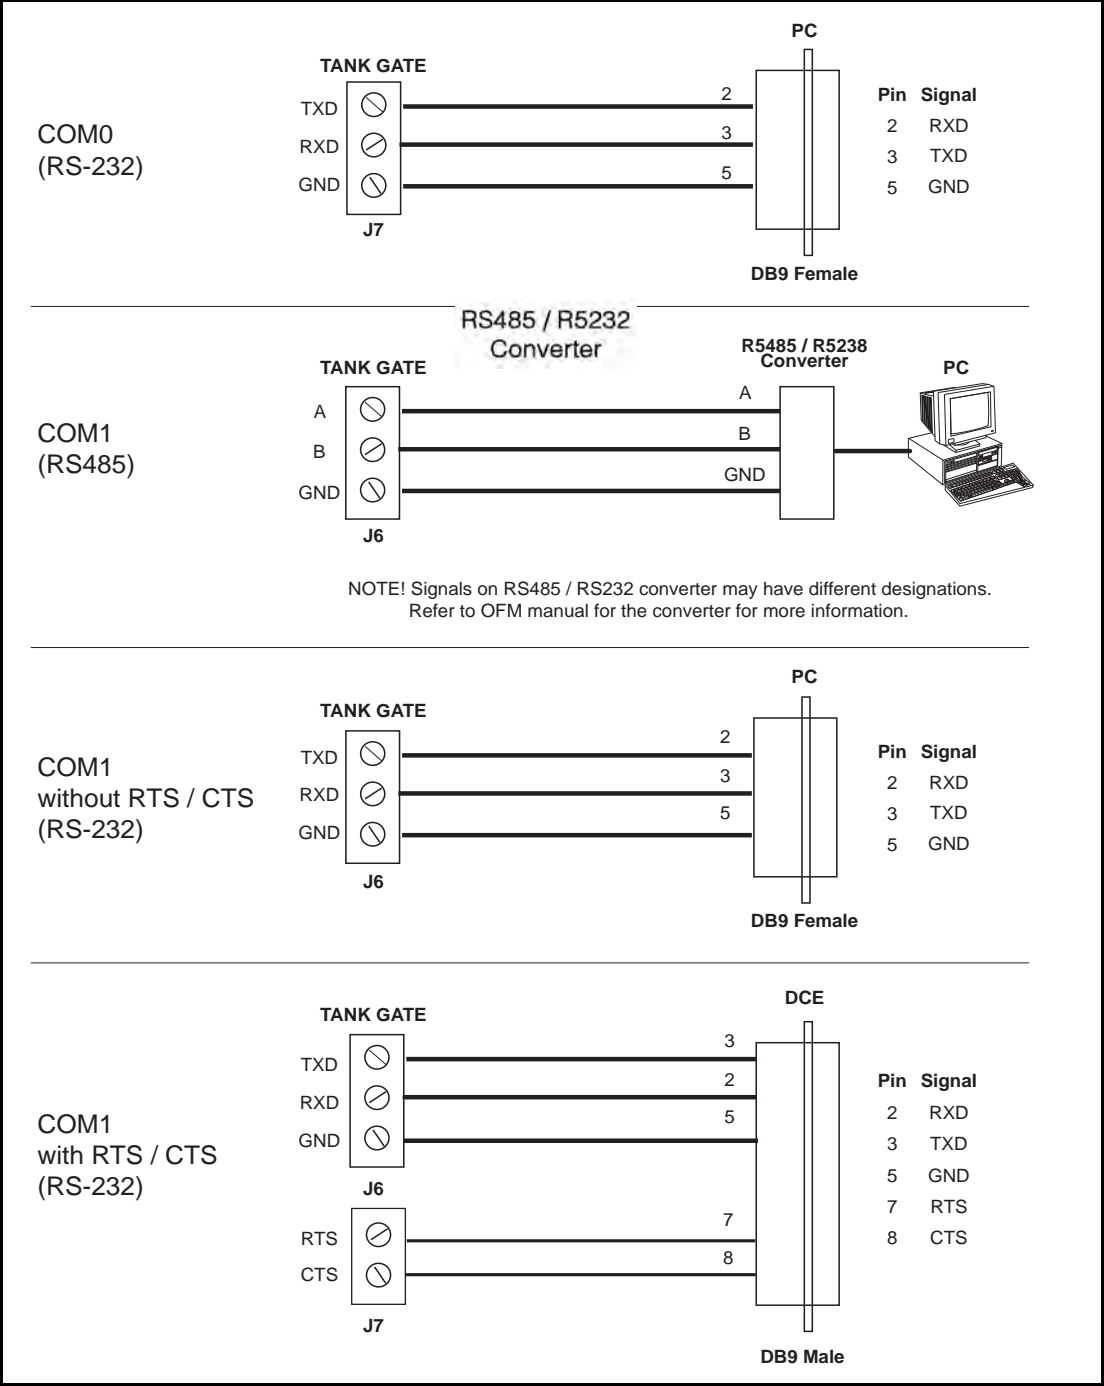 PC
TANK GATE
TXD
2
Pin Signal
COM0
(RS-232)
RXD
3
2 RXD
3 TXD
GND
5
5 GND
J7
DB9 Female
RS485 / R5232
Converter
R5485 / R5238
Converter
TANK GATE
PC
A
A
COM1
(RS485)
B
B
GND
GND
J6
NOTE! Signals on RS485 / RS232 converter may have different designations.
Refer to OFM manual for the converter for more information.
PC
TANK GATE
TXD
2
Pin Signal
COM1
without RTS / CTS
(RS-232)
RXD
3
2 RXD
3 TXD
GND
5
5 GND
J6
DB9 Female
DCE
TANK GATE
TXD
3
Pin Signal
RXD
2
2 RXD
COM1
with RTS / CTS
(RS-232)
GND
5
3 TXD
5 GND
J6
7 RTS
RTS
7
8 CTS
CTS
8
J7
DB9 Male